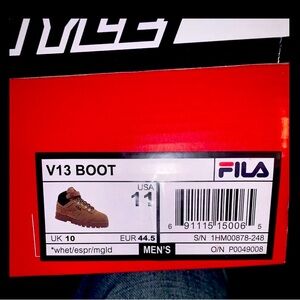 V13 BOOT
FILA
USA
11
6 91115 15006 5
UK 10
EUR 44.5
S/N 1HM00878-248
*whet/espr/mgld
MEN'S
O/N P0049008